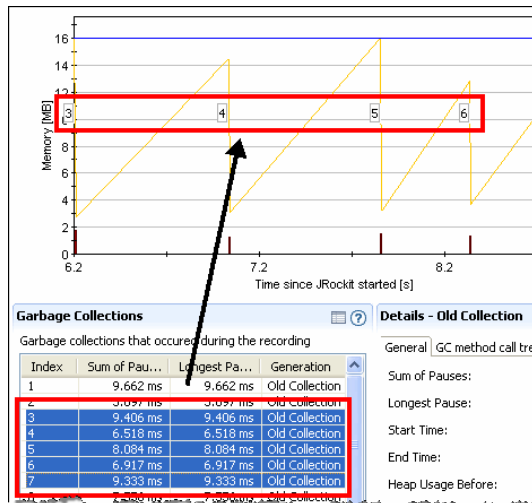 16
14
12
10
8
6
4
2
0
Memory [MB]
3
4
5
6
6.2
7.2
8.2
Time since JRockit started [s]
Garbage Collections
Garbage collections that occured during the recording
Index Sum of Pau... Longest Pa... Generation
1 9.662 ms 9.662 ms Old Collection
2 Old Collection
3 9.406 ms 9.406 ms Old Collection
4 6.518 ms 6.518 ms Old Collection
5 8.084 ms 8.084 ms Old Collection
6 6.917 ms 6.917 ms Old Collection
7 9.333 ms 9.333 ms Old Collection
Details - Old Collection
General GC method call tre
Sum of Pauses:
Longest Pause:
Start Time:
End Time:
Heap Usage Before: